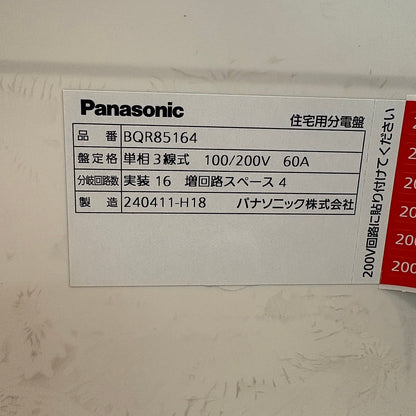 Panasonic
住宅用分電盤
品番 BQR85164
盤定格 単相3線式 100/200V 60A
分岐回路数 実装16 増回路スペース4
製造 240411-H18 パナソニック株式会社
200V回路に貼り付けてください
200